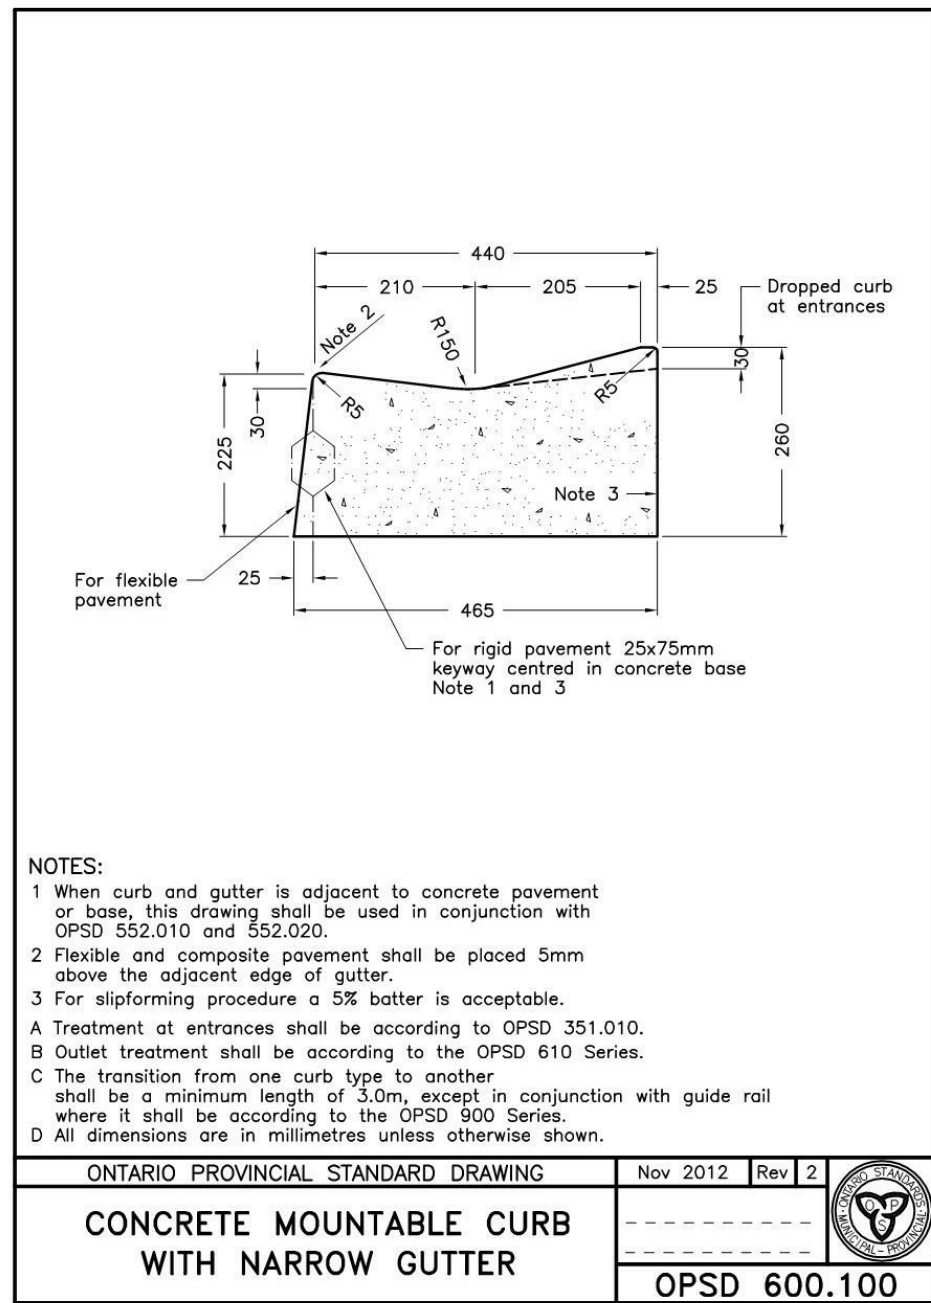 440
210
205
25
Dropped curb
at entrances
Note 2
R150
30
R5
R5
30
225
260
Note 3
For flexible
pavement
25
465
For rigid pavement 25x75mm
keyway centred in concrete base
Note 1 and 3
NOTES:
1 When curb and gutter is adjacent to concrete pavement
or base, this drawing shall be used in conjunction with
OPSD 552.010 and 552.020.
2 Flexible and composite pavement shall be placed 5mm
above the adjacent edge of gutter.
3 For slipforming procedure a 5% batter is acceptable.
A Treatment at entrances shall be according to OPSD 351.010.
B Outlet treatment shall be according to the OPSD 610 Series.
C The transition from one curb type to another
shall be a minimum length of 3.0m, except in conjunction with guide rail
where it shall be according to the OPSD 900 Series.
D All dimensions are in millimetres unless otherwise shown.
ONTARIO PROVINCIAL STANDARD DRAWING
Nov 2012
Rev 2
CONCRETE MOUNTABLE CURB
WITH NARROW GUTTER
OPSD 600.100
ONTARIO STANDARDS
MUNICIPAL-PROVINCIAL
O P
S